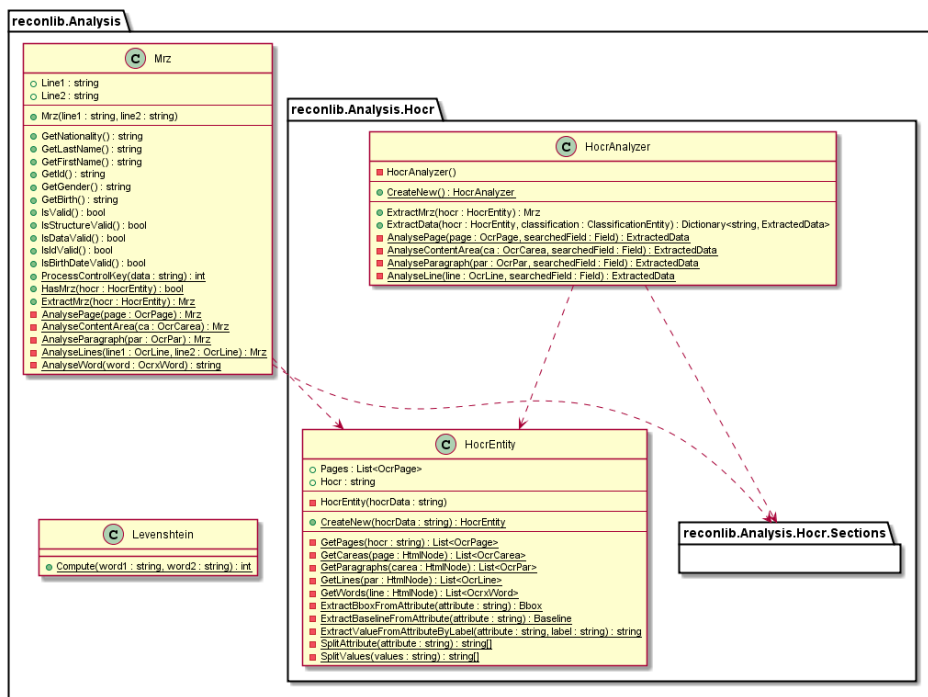 reconlib.Analysis
C Mrz
Line1 : string
Line2 : string
Mrz(line1 : string, line2 : string)
GetNationality() : string
GetLastName() : string
GetFirstName() : string
GetId() : string
GetGender() : string
GetBirth() : string
IsValid() : bool
IsStructureValid() : bool
IsDataValid() : bool
IsIdValid() : bool
IsBirthDateValid() : bool
ProcessControlKey(data : string) : int
HasMrz(hocr : HocrEntity) : bool
ExtractMrz(hocr : HocrEntity) : Mrz
AnalysePage(page : OcrPage) : Mrz
AnalyseContentArea(ca : OcrCarea) : Mrz
AnalyseParagraph(par : OcrPar) : Mrz
AnalyseLines(line1 : OcrLine, line2 : OcrLine) : Mrz
AnalyseWord(word : OcrxWord) : string
reconlib.Analysis.Hocr
C HocrAnalyzer
HocrAnalyzer()
CreateNew() : HocrAnalyzer
ExtractMrz(hocr : HocrEntity) : Mrz
ExtractData(hocr : HocrEntity, classification : ClassificationEntity) : Dictionary<string, ExtractedData>
AnalysePage(page : OcrPage, searchedField : Field) : ExtractedData
AnalyseContentArea(ca : OcrCarea, searchedField : Field) : ExtractedData
AnalyseParagraph(par : OcrPar, searchedField : Field) : ExtractedData
AnalyseLine(line : OcrLine, searchedField : Field) : ExtractedData
C HocrEntity
Pages : List<OcrPage>
Hocr : string
HocrEntity(hocrData : string)
CreateNew(hocrData : string) : HocrEntity
GetPages(hocr : string) : List<OcrPage>
GetCareas(page : HtmlNode) : List<OcrCarea>
GetParagraphs(carea : HtmlNode) : List<OcrPar>
GetLines(par : HtmlNode) : List<OcrLine>
GetWords(line : HtmlNode) : List<OcrxWord>
ExtractBboxFromAttribute(attribute : string) : Bbox
ExtractBaselineFromAttribute(attribute : string) : Baseline
ExtractValueFromAttributeByLabel(attribute : string, label : string) : string
SplitAttribute(attribute : string) : string[]
SplitValues(values : string) : string[]
C Levenshtein
Compute(word1 : string, word2 : string) : int
reconlib.Analysis.Hocr.Sections